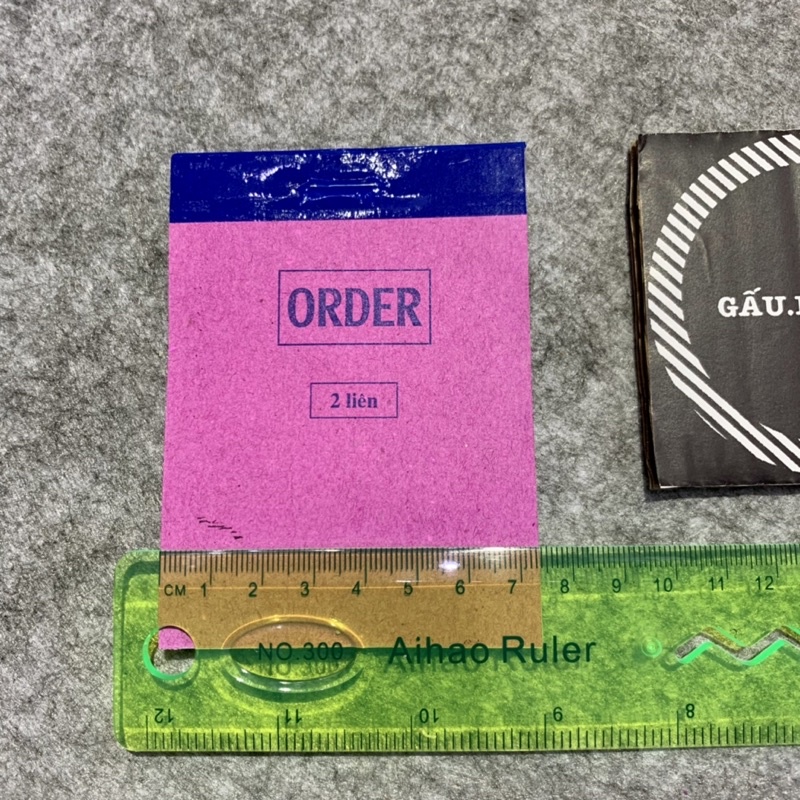 ORDER
2 liên
GẤU.
CM 1 2 3 4 5 6 7 8 9 10 11 12
NO.300 Aihao Ruler
12 11 10 9 8